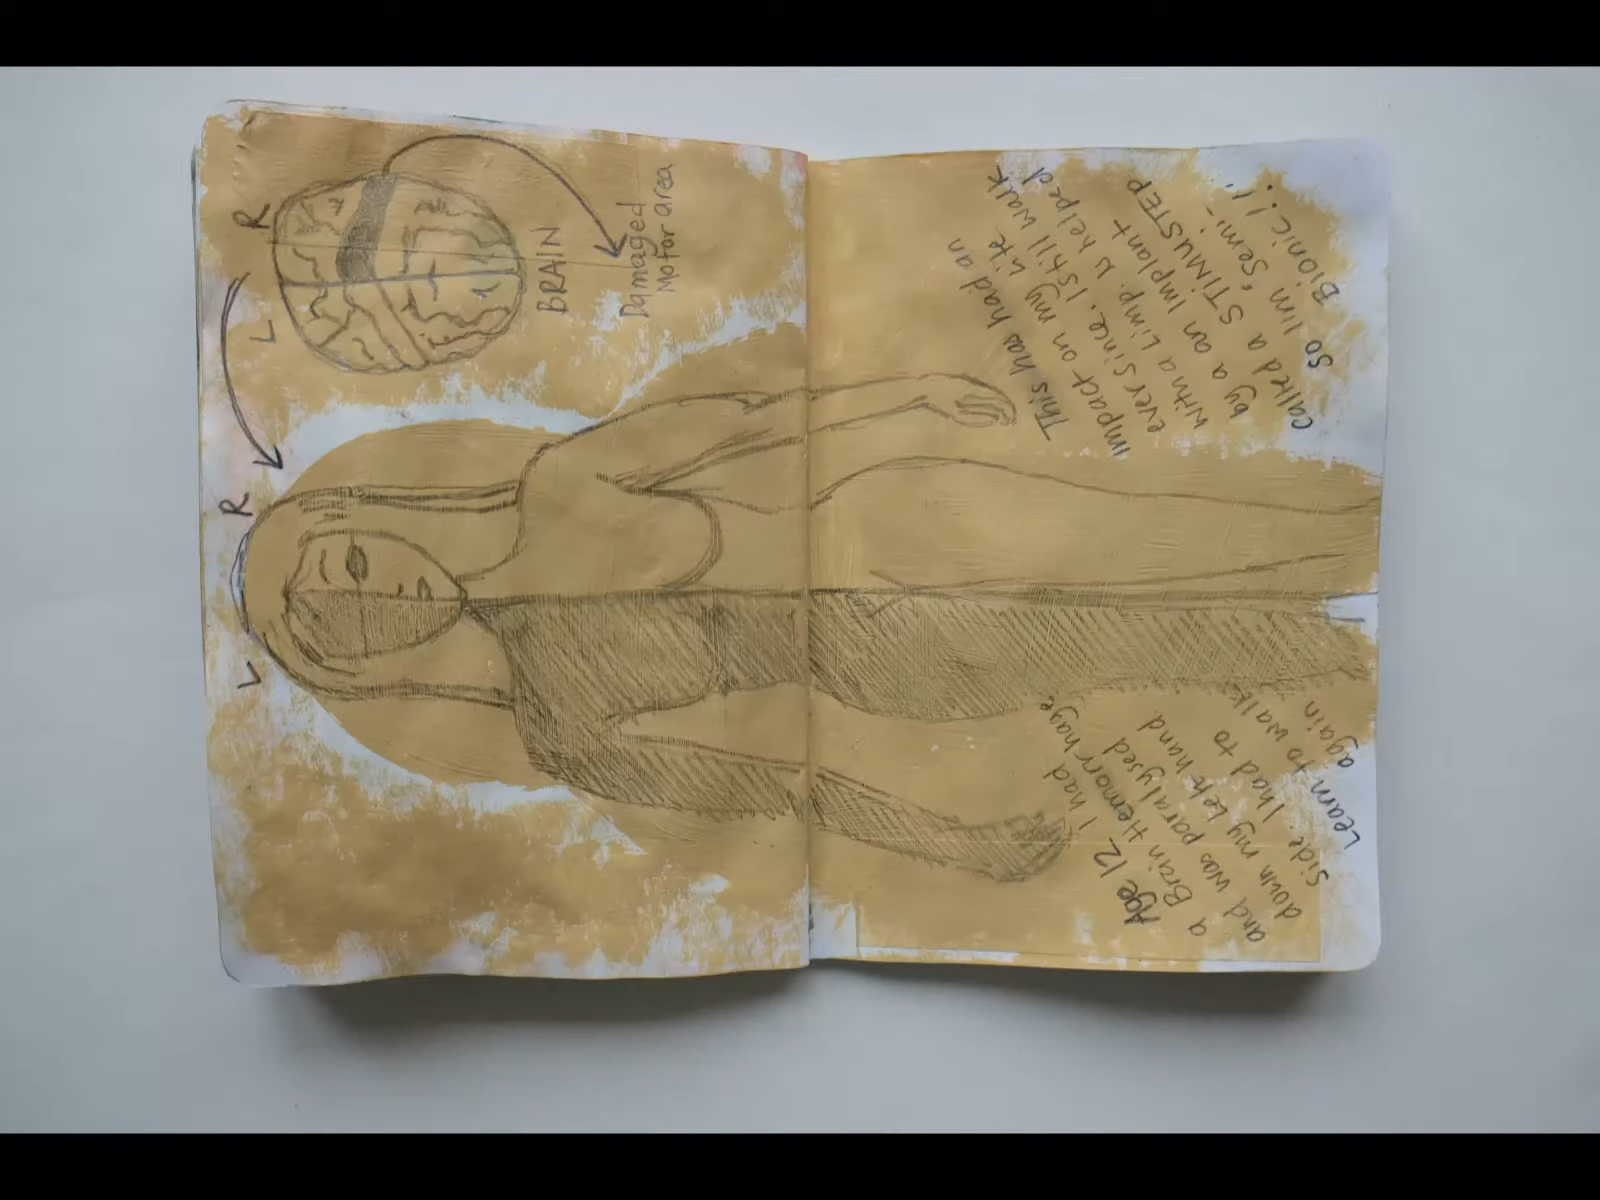 R
L
BRAIN
Damaged
Motor area
R
L
This has had an
impact on my life
ever since. I still walk
with a Limp. & helped
by a an Implant
called a STIMUSTEP
So Iim 'Semi-
Bionic!!'
Age 12 I had
a Brain Hemorrhage
and was paralysed
down my Left hand
Side. I had to
Learn to walk
again